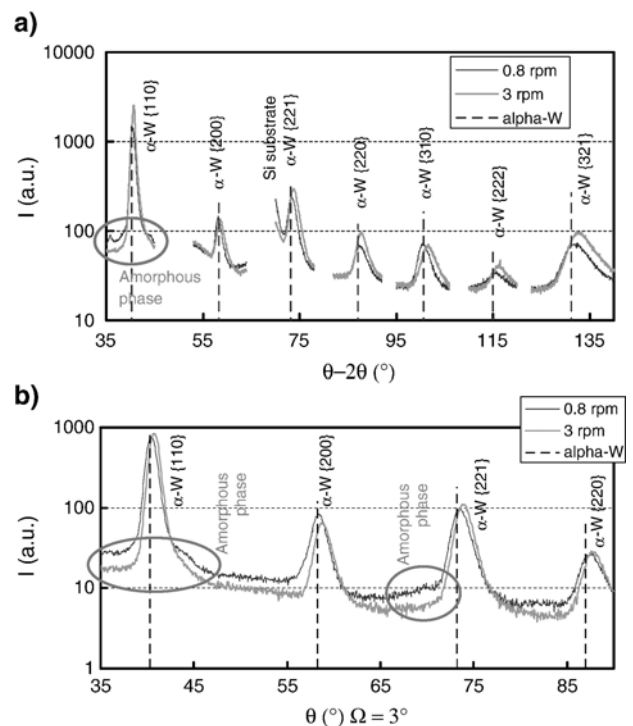 a)
10000
1000
100
10
I (a.u.)
α-W {110}
α-W {200}
Si substrate
α-W {221}
α-W {220}
α-W {310}
α-W {222}
α-W {321}
0.8 rpm
3 rpm
alpha-W
Amorphous
phase
35 55 75 95 115 135
θ–2θ (°)
b)
1000
100
10
1
I (a.u.)
α-W {110}
Amorphous
phase
α-W {200}
Amorphous
phase
α-W {221}
α-W {220}
0.8 rpm
3 rpm
alpha-W
35 45 55 65 75 85
θ (°) Ω = 3°